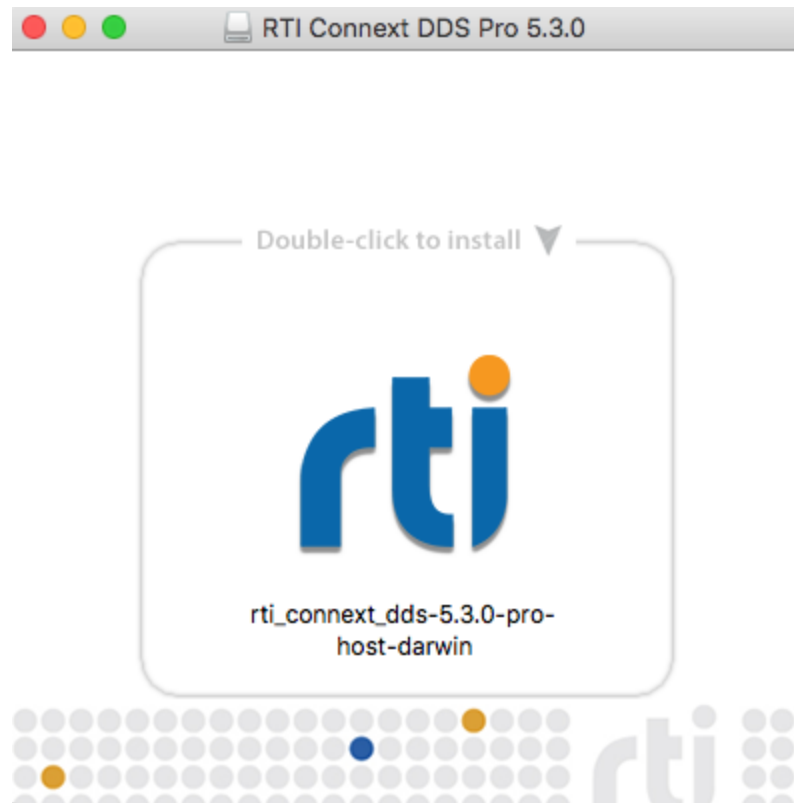 RTI Connext DDS Pro 5.3.0
Double-click to install
rti
rti_connext_dds-5.3.0-pro-
host-darwin
rti